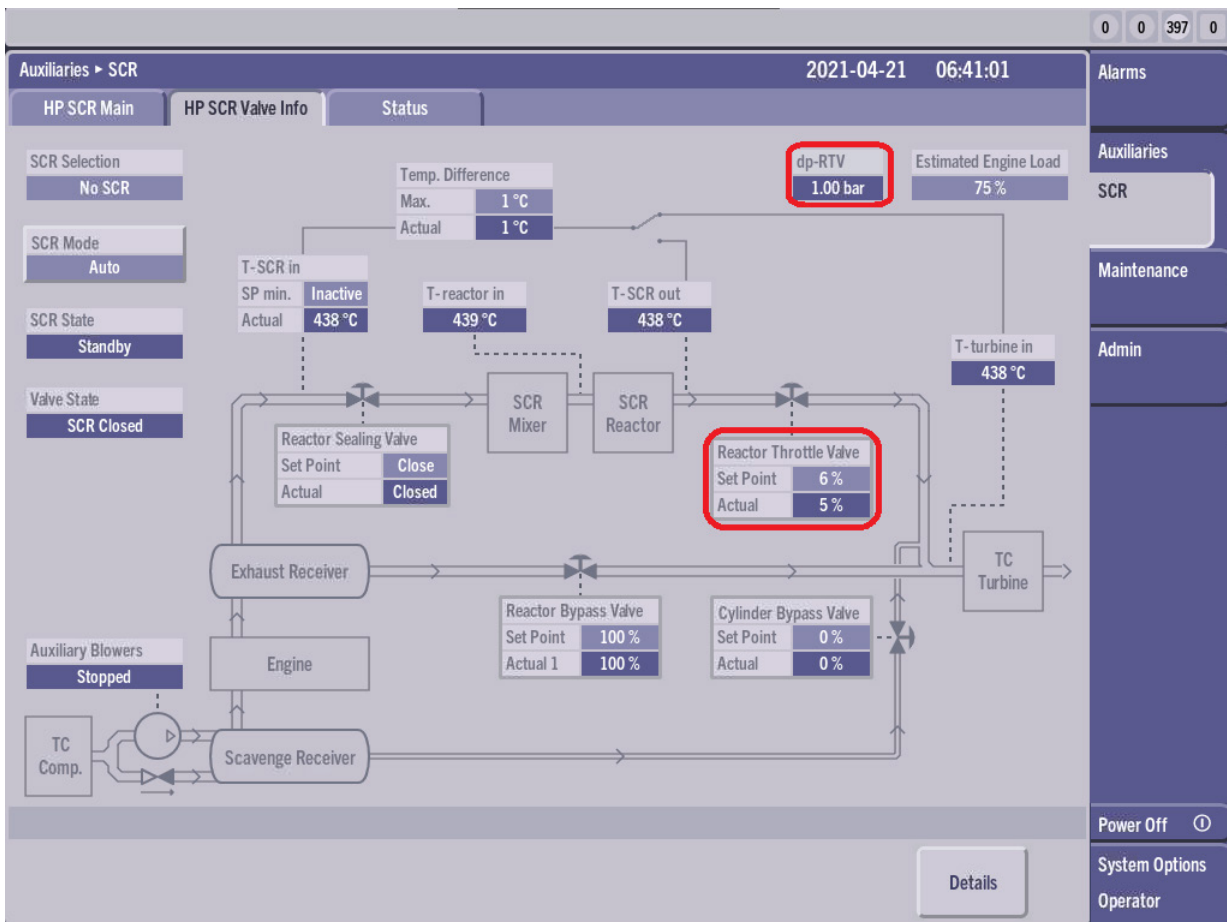 0 0 397 0
Auxiliaries ▸ SCR 2021-04-21 06:41:01
HP SCR Main HP SCR Valve Info Status
SCR Selection
No SCR
SCR Mode
Auto
SCR State
Standby
Valve State
SCR Closed
Temp. Difference
Max. 1 °C
Actual 1 °C
dp-RTV
1.00 bar
Estimated Engine Load
75 %
T-SCR in
SP min. Inactive
Actual 438 °C
T-reactor in
439 °C
T-SCR out
438 °C
T-turbine in
438 °C
SCR
Mixer
SCR
Reactor
Reactor Sealing Valve
Set Point Close
Actual Closed
Reactor Throttle Valve
Set Point 6 %
Actual 5 %
Exhaust Receiver
TC
Turbine
Reactor Bypass Valve
Set Point 100 %
Actual 1 100 %
Cylinder Bypass Valve
Set Point 0 %
Actual 0 %
Auxiliary Blowers
Stopped
Engine
TC
Comp.
Scavenge Receiver
Details
Alarms
Auxiliaries
SCR
Maintenance
Admin
Power Off
System Options
Operator